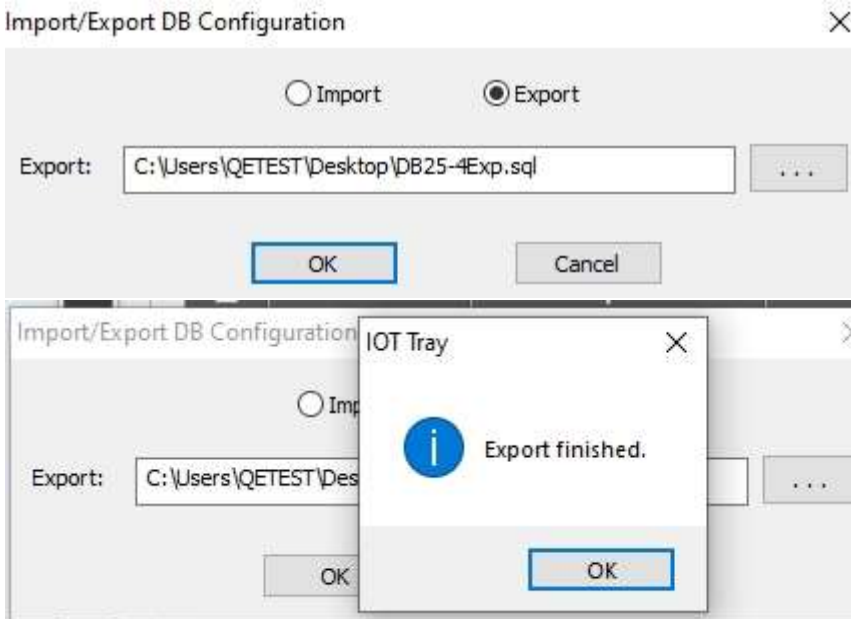 Import/Export DB Configuration
Import Export
Export: C:\Users\QETEST\Desktop\DB25-4Exp.sql ...
OK Cancel
Import/Export DB Configuration
IOT Tray
Export finished.
Export: C:\Users\QETEST\Des ...
OK
OK